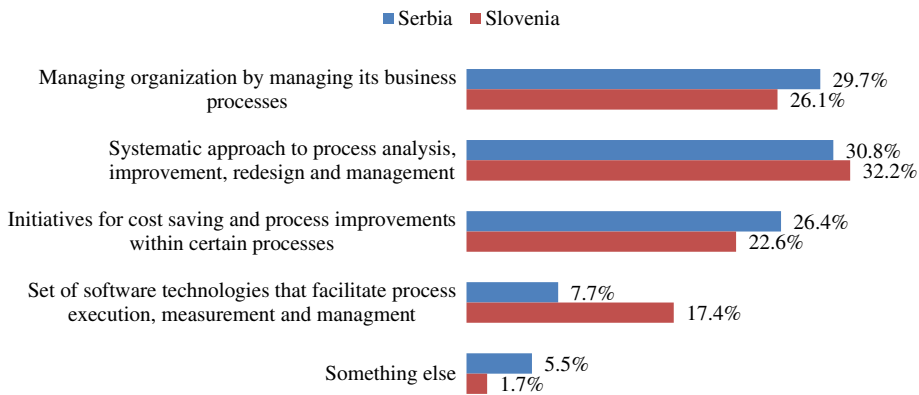 Serbia Slovenia
Managing organization by managing its business
processes
29.7%
26.1%
Systematic approach to process analysis,
improvement, redesign and management
30.8%
32.2%
Initiatives for cost saving and process improvements
within certain processes
26.4%
22.6%
Set of software technologies that facilitate process
execution, measurement and managment
7.7%
17.4%
Something else
5.5%
1.7%